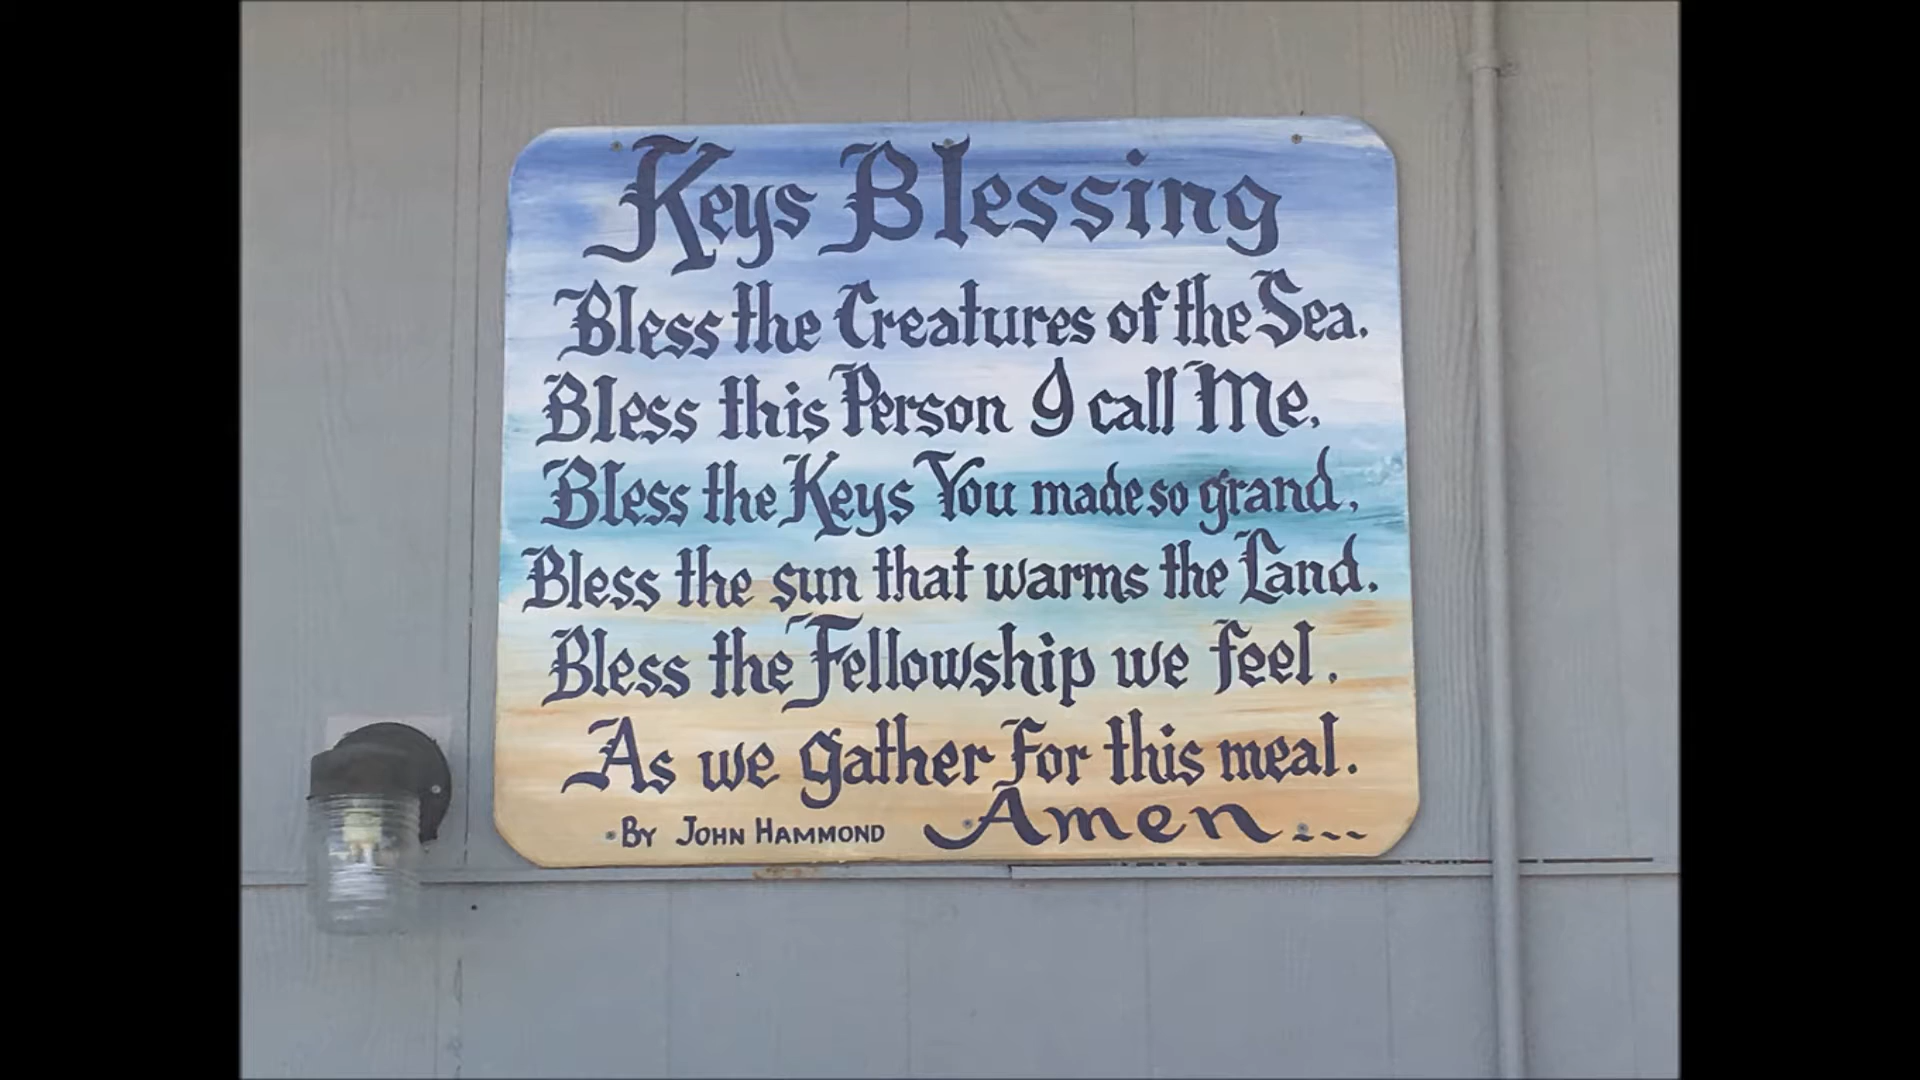 Keys Blessing
Bless the Creatures of the Sea.
Bless this Person I call Me.
Bless the Keys You made so grand.
Bless the sun that warms the Land.
Bless the Fellowship we feel.
As we gather For this meal.
Amen...
By John Hammond